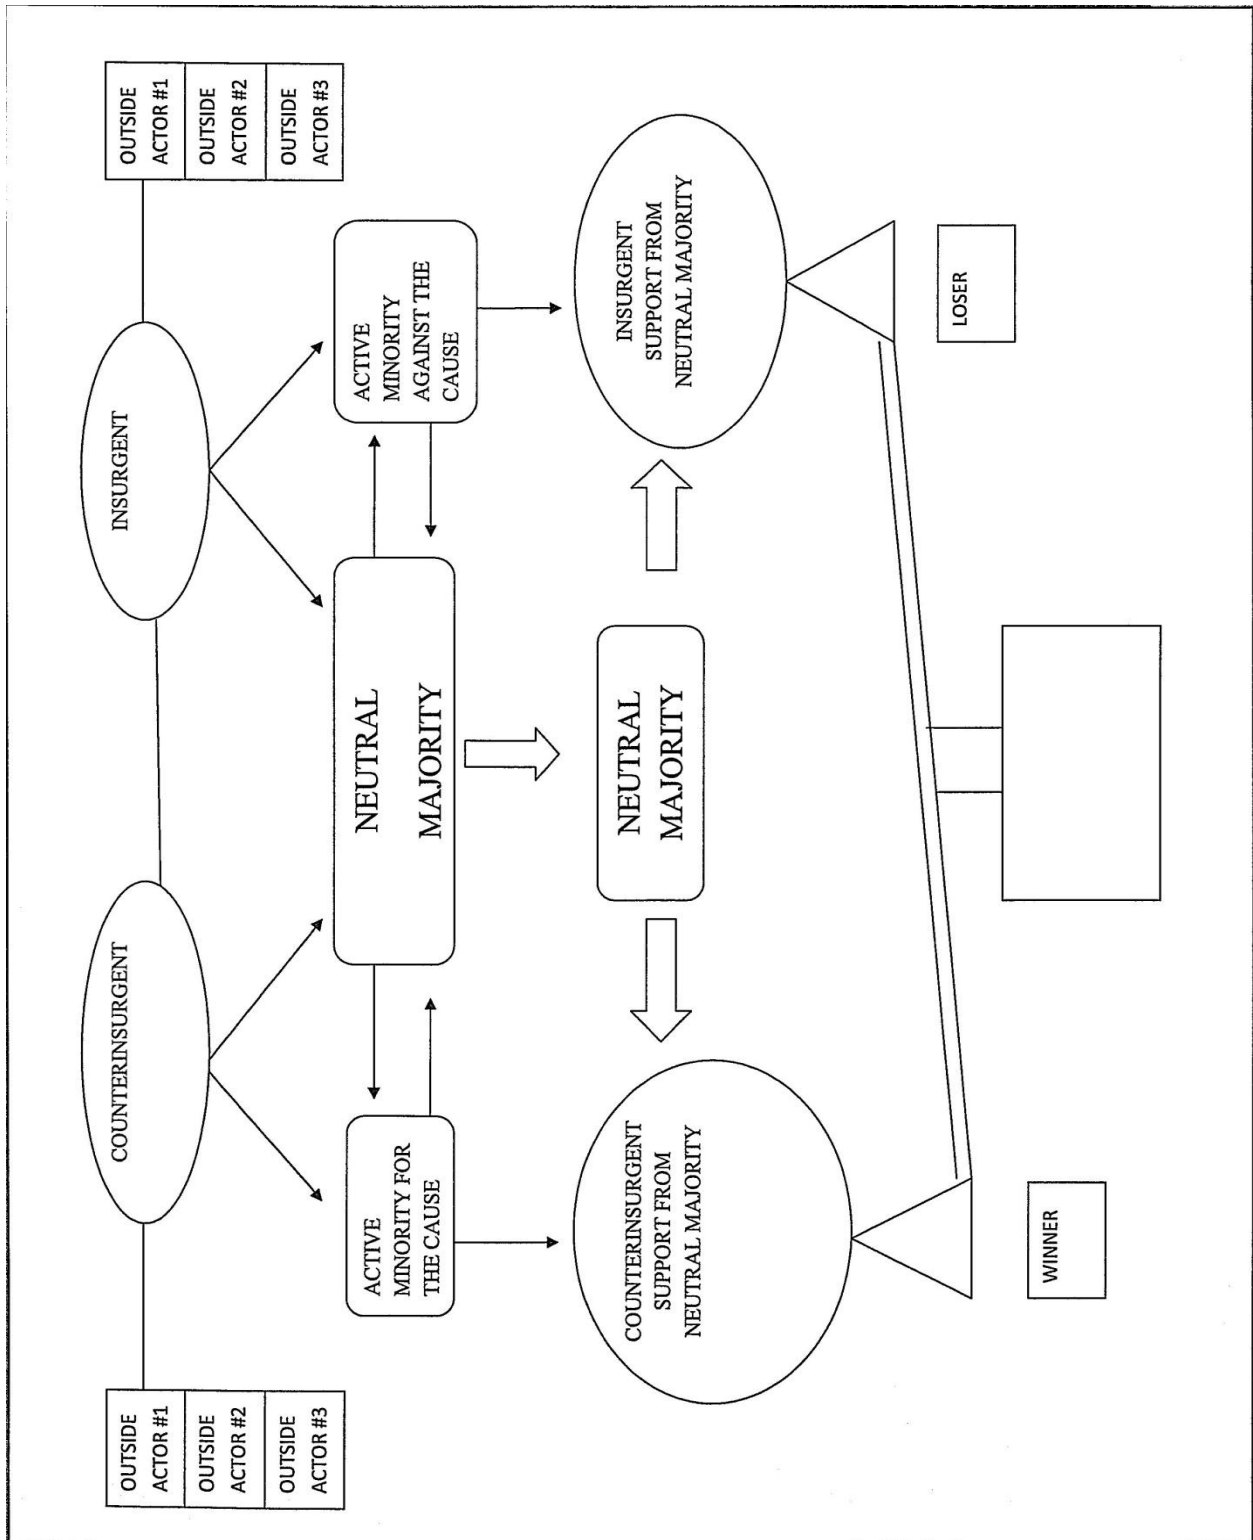 OUTSIDE
ACTOR #1
OUTSIDE
ACTOR #2
OUTSIDE
ACTOR #3
COUNTERINSURGENT
INSURGENT
OUTSIDE
ACTOR #1
OUTSIDE
ACTOR #2
OUTSIDE
ACTOR #3
ACTIVE
MINORITY FOR
THE CAUSE
NEUTRAL
MAJORITY
ACTIVE
MINORITY
AGAINST THE
CAUSE
COUNTERINSURGENT
SUPPORT FROM
NEUTRAL MAJORITY
NEUTRAL
MAJORITY
INSURGENT
SUPPORT FROM
NEUTRAL MAJORITY
WINNER
LOSER